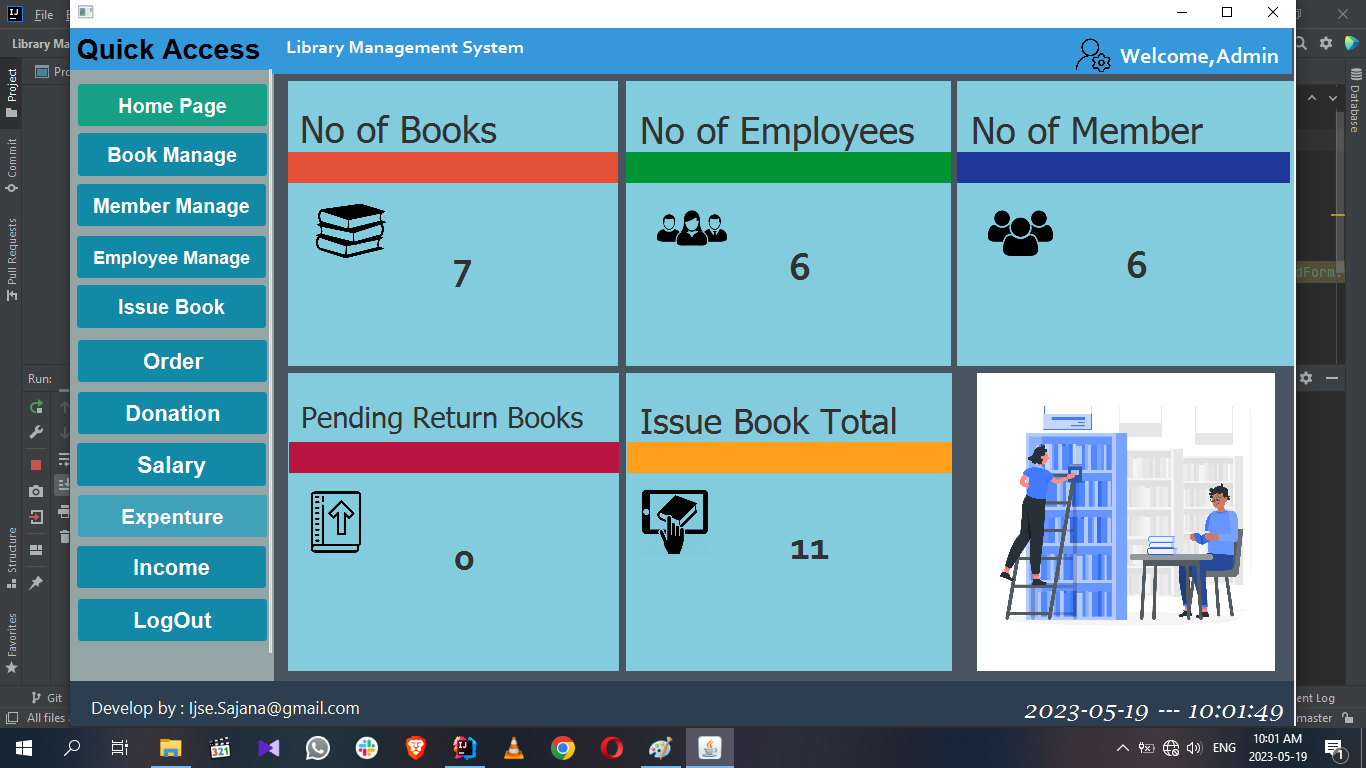 File
Library Ma
Quick Access
Library Management System
Welcome,Admin
Project
Commit
Pull Requests
Structure
Favorites
Database
Home Page
Book Manage
Member Manage
Employee Manage
Issue Book
Order
Donation
Salary
Expenture
Income
LogOut
No of Books
7
No of Employees
6
No of Member
6
Pending Return Books
0
Issue Book Total
11
dForm.
Run:
Git
All files
ent Log
master
Develop by : Ijse.Sajana@gmail.com
2023-05-19 --- 10:01:49
321
ENG
10:01 AM
2023-05-19
1